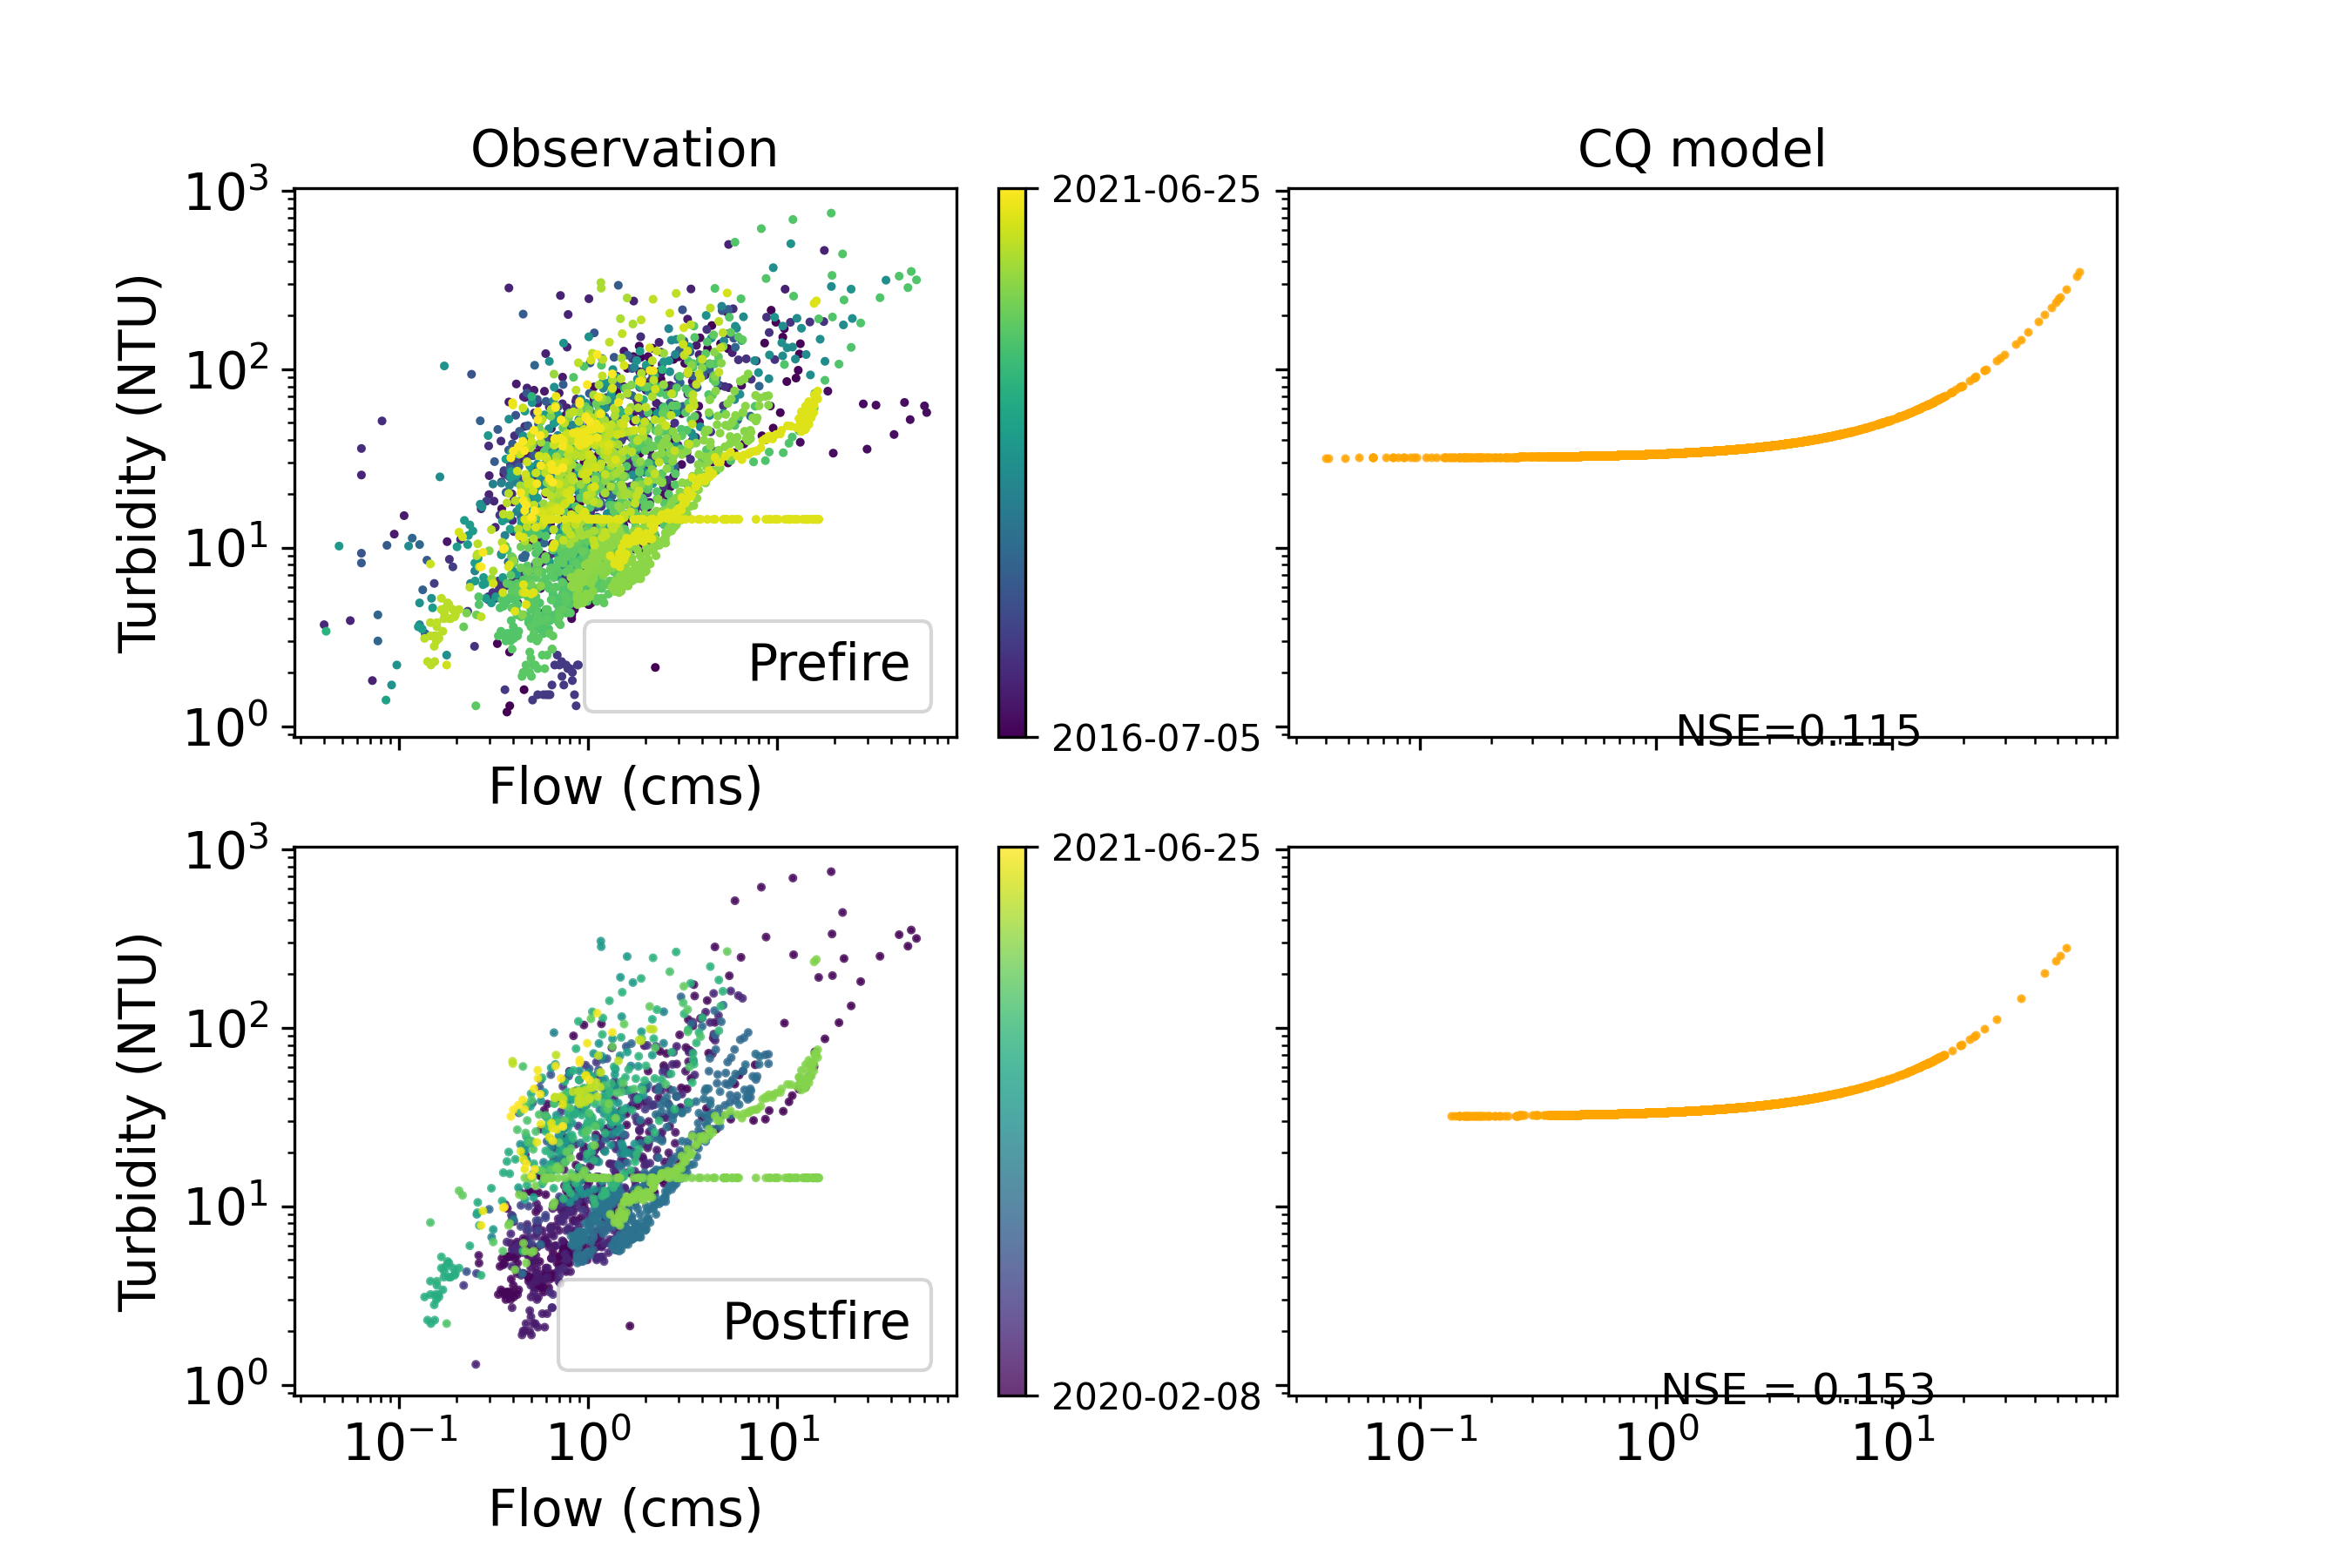 Observation
CQ model
10³
10²
10¹
10⁰
Turbidity (NTU)
Prefire
Flow (cms)
2021-06-25
2016-07-05
NSE=0.115
10³
10²
10¹
10⁰
Turbidity (NTU)
Postfire
10⁻¹ 10⁰ 10¹
Flow (cms)
2021-06-25
2020-02-08
NSE = 0.153
10⁻¹ 10⁰ 10¹